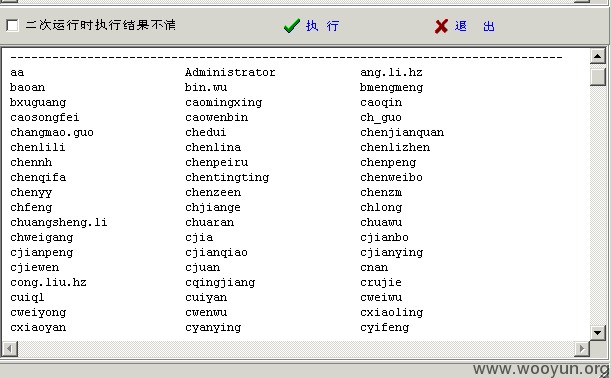 二次运行时执行结果不清 执 行 退 出
--------------------------------------------------------------------------------
aa Administrator ang.li.hz
baoan bin.wu bmengmeng
bxuguang caomingxing caoqin
caosongfei caowenbin ch_guo
changmao.guo chedui chenjianquan
chenlili chenlina chenlizhen
chennh chenpeiru chenpeng
chenqifa chentingting chenweibo
chenyy chenzeen chenzm
chfeng chjiange chlong
chuangsheng.li chuaran chuawu
chweigang cjia cjianbo
cjianpeng cjianqiao cjianying
cjiewen cjuan cnan
cong.liu.hz cqingjiang crujie
cuiql cuiyan cweiwu
cweiyong cwenwu cxiaoling
cxiaoyan cyanying cyifeng
www.wooyun.org